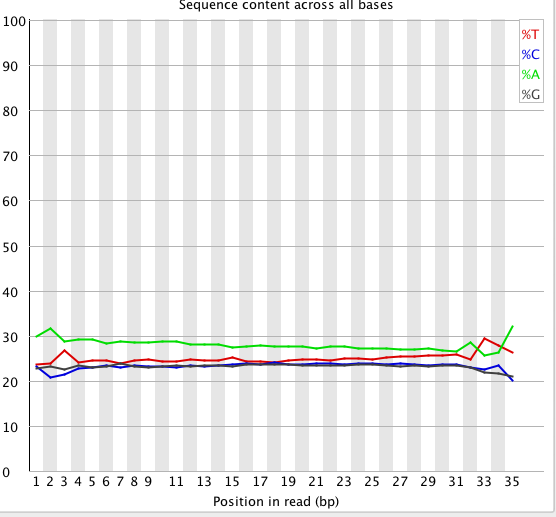 Sequence content across all bases
100
%T
%C
90
%A
%G
80
70
60
50
40
30
20
10
0
1 2 3 4 5 6 7 8 9 11 13 15 17 19 21 23 25 27 29 31 33 35
Position in read (bp)